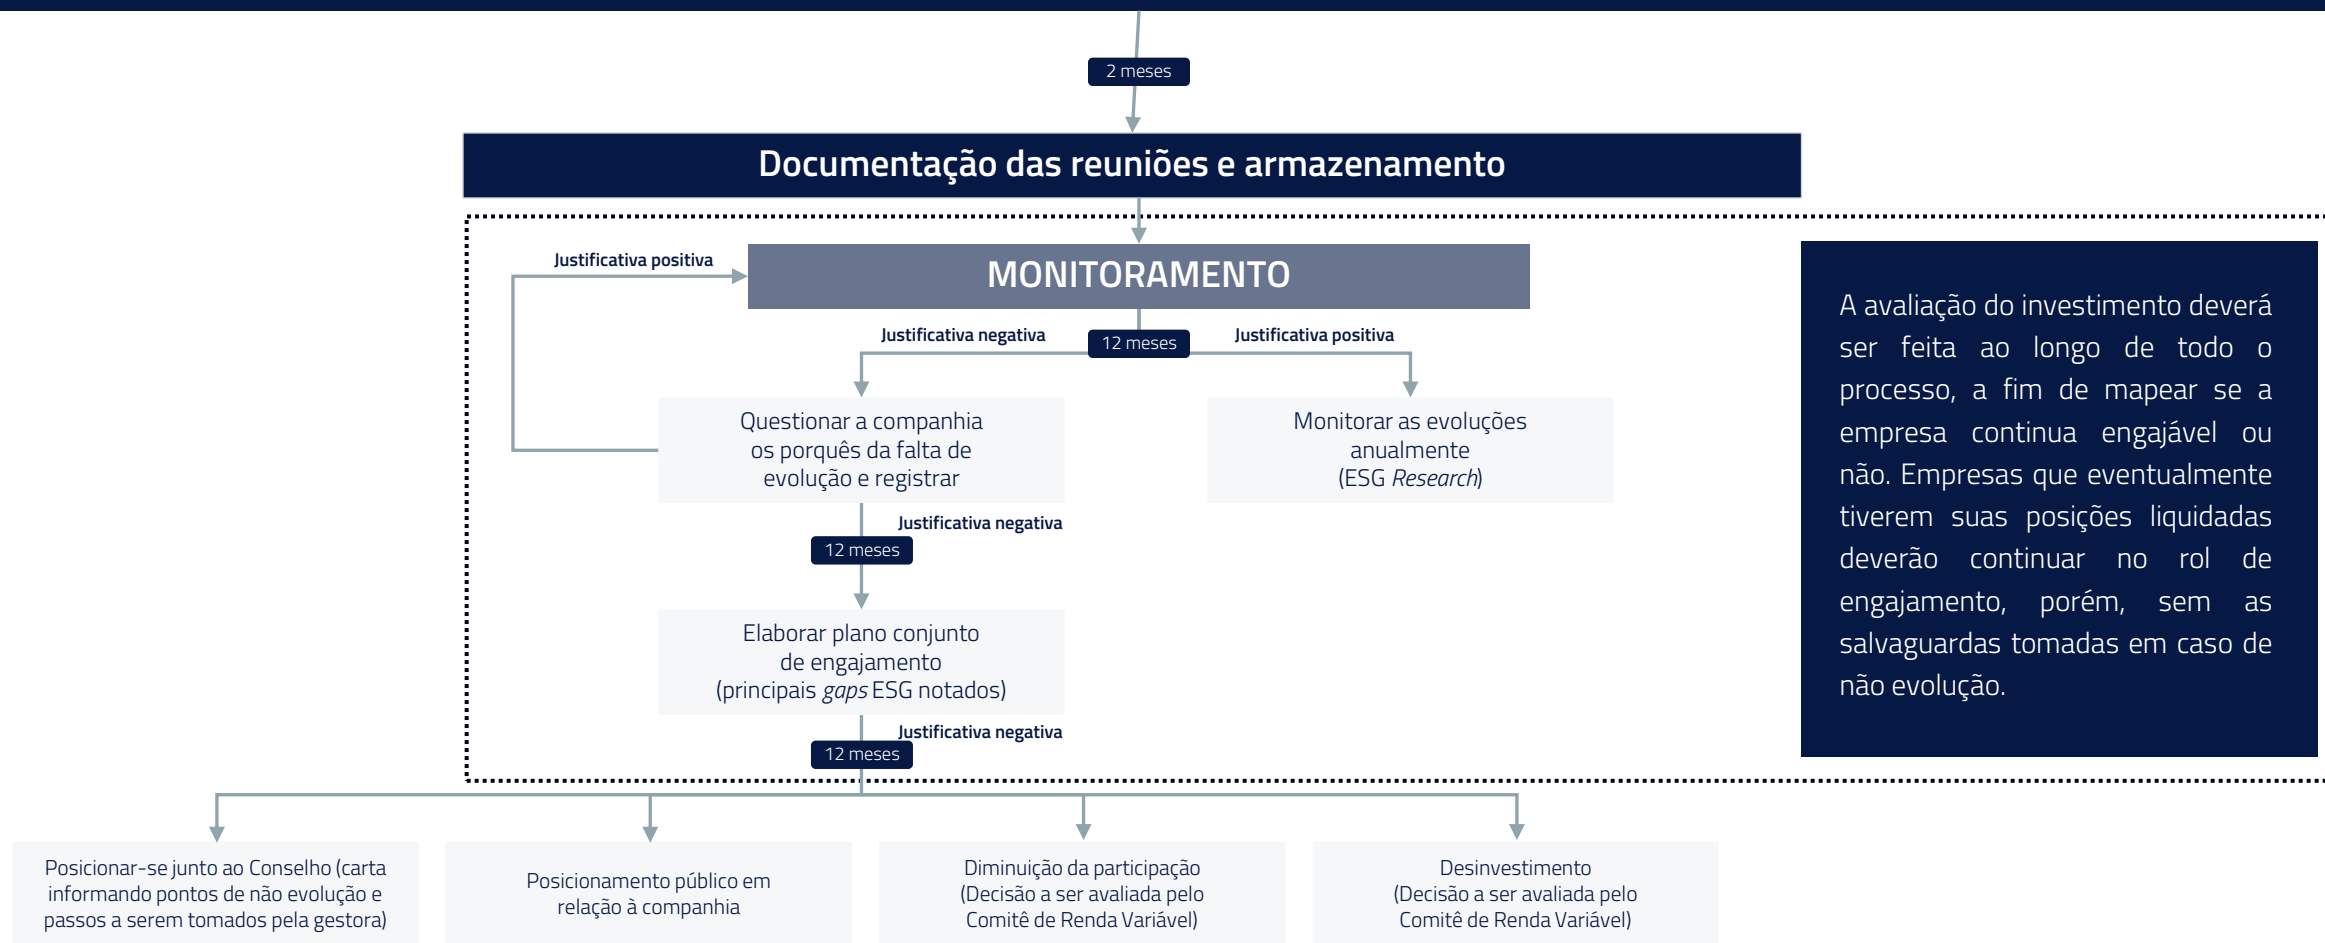 2 meses
Documentação das reuniões e armazenamento
Justificativa positiva
MONITORAMENTO
Justificativa negativa
12 meses
Justificativa positiva
Questionar a companhia
os porquês da falta de
evolução e registrar
Monitorar as evoluções
anualmente
(ESG Research)
Justificativa negativa
12 meses
Elaborar plano conjunto
de engajamento
(principais gaps ESG notados)
Justificativa negativa
12 meses
A avaliação do investimento deverá
ser feita ao longo de todo o
processo, a fim de mapear se a
empresa continua engajável ou
não. Empresas que eventualmente
tiverem suas posições liquidadas
deverão continuar no rol de
engajamento, porém, sem as
salvaguardas tomadas em caso de
não evolução.
Posicionar-se junto ao Conselho (carta
informando pontos de não evolução e
passos a serem tomados pela gestora)
Posicionamento público em
relação à companhia
Diminuição da participação
(Decisão a ser avaliada pelo
Comitê de Renda Variável)
Desinvestimento
(Decisão a ser avaliada pelo
Comitê de Renda Variável)